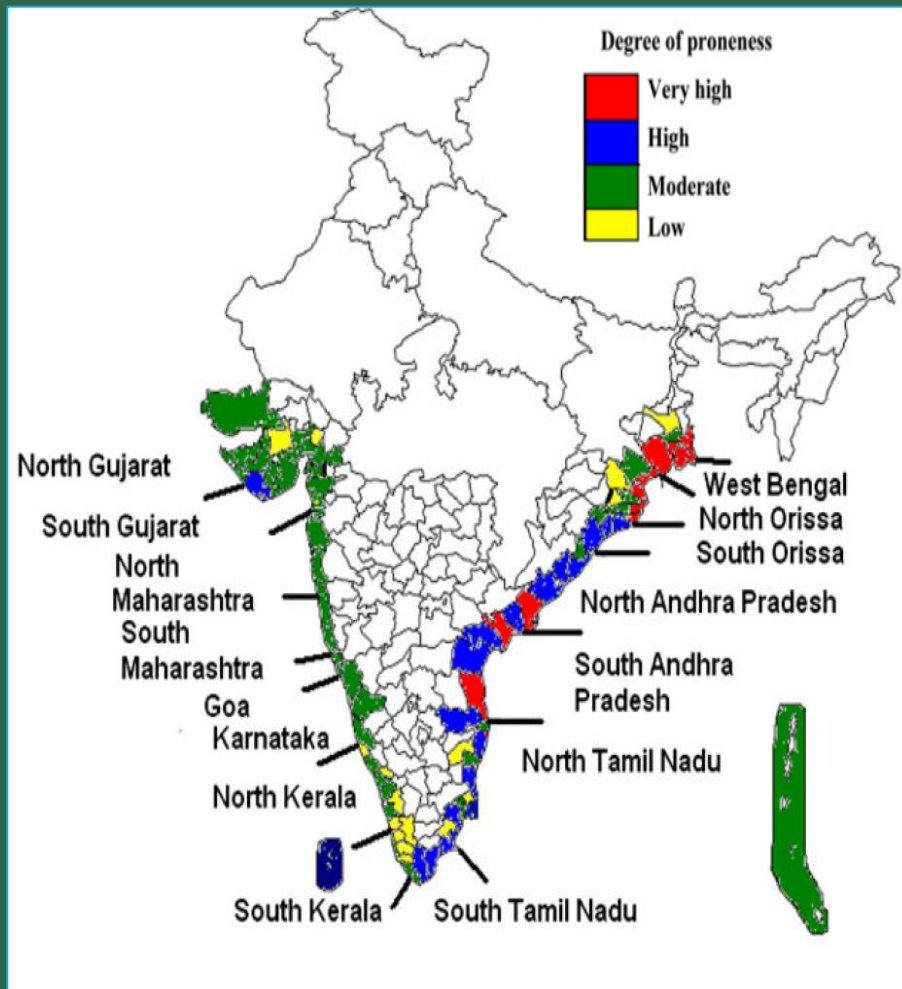 Degree of proneness
Very high
High
Moderate
Low
North Gujarat
South Gujarat
North
Maharashtra
South
Maharashtra
Goa
Karnataka
North Kerala
South Kerala
South Tamil Nadu
West Bengal
North Orissa
South Orissa
North Andhra Pradesh
South Andhra
Pradesh
North Tamil Nadu